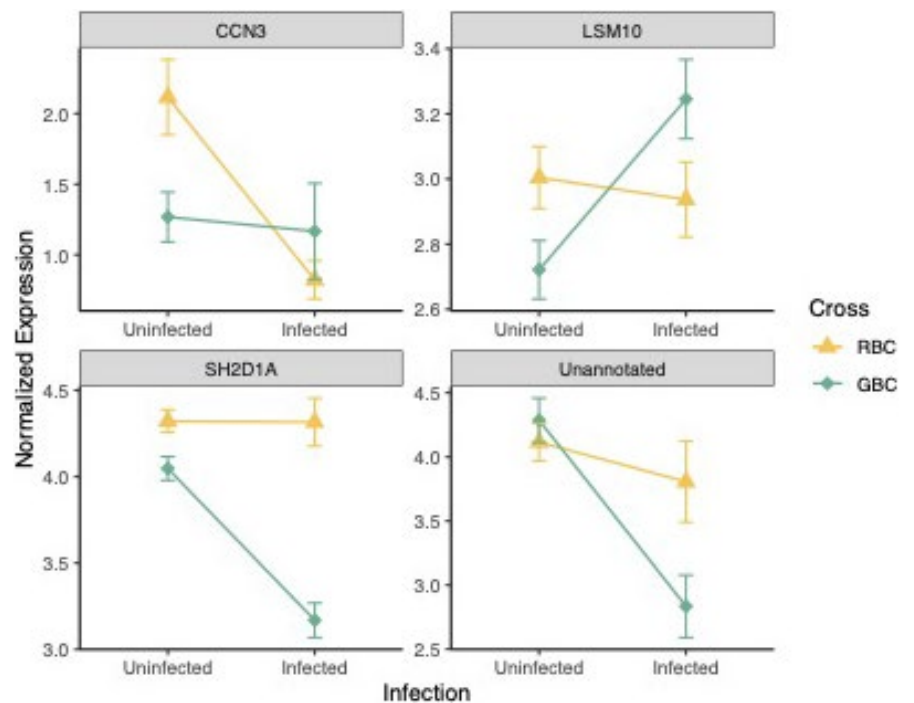 CCN3
LSM10
2.0
1.5
1.0
3.4
3.2
3.0
2.8
2.6
Uninfected
Infected
Uninfected
Infected
SH2D1A
Unannotated
4.5
4.0
3.5
3.0
4.5
4.0
3.5
3.0
2.5
Uninfected
Infected
Uninfected
Infected
Normalized Expression
Infection
Cross
RBC
GBC